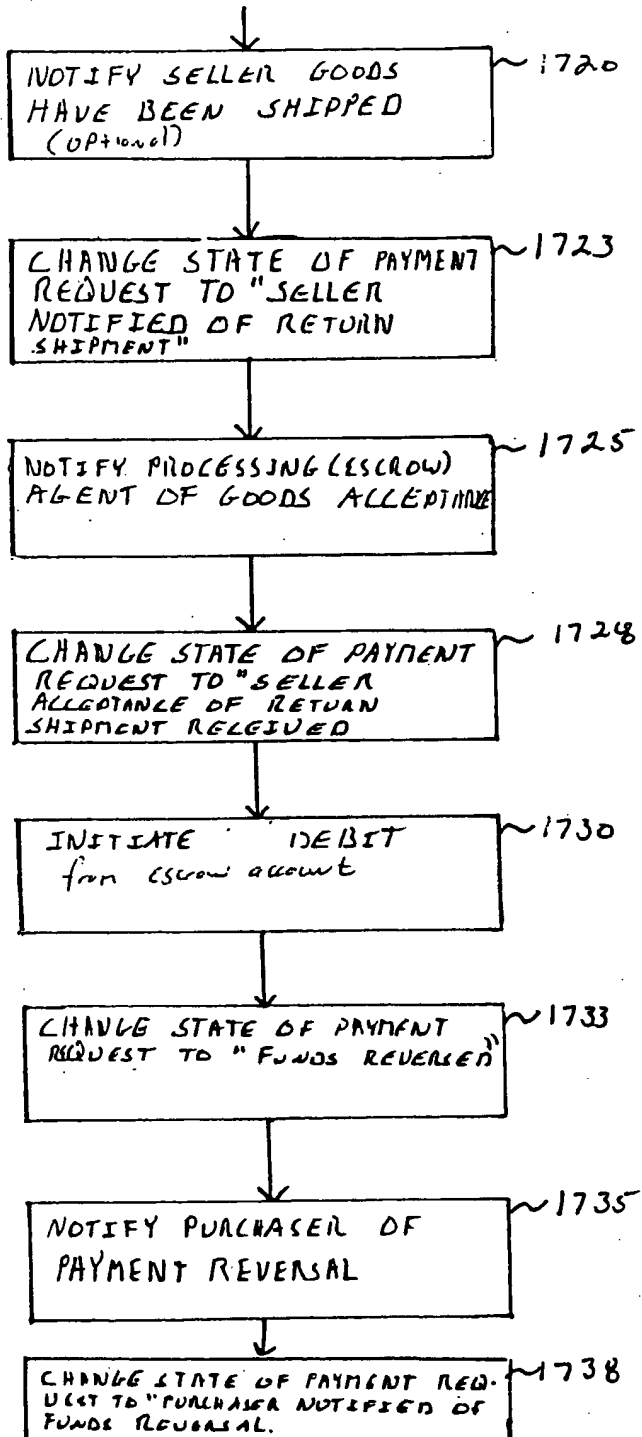 NOTIFY SELLER GOODS 1720
HAVE BEEN SHIPPED
(optional)
CHANGE STATE OF PAYMENT 1723
REQUEST TO "SELLER
NOTIFIED OF RETURN
SHIPMENT"
NOTIFY PROCESSING (ESCROW) 1725
AGENT OF GOODS ACCEPTANCE
CHANGE STATE OF PAYMENT 1728
REQUEST TO "SELLER
ACCEPTANCE OF RETURN
SHIPMENT RECEIVED
INITIATE DEBIT 1730
from escrow account
CHANGE STATE OF PAYMENT 1733
REQUEST TO "FUNDS REVERSED"
NOTIFY PURCHASER OF 1735
PAYMENT REVERSAL
CHANGE STATE OF PAYMENT REQ- 1738
UEST TO "PURCHASER NOTIFIED OF
FUNDS REVERSAL.